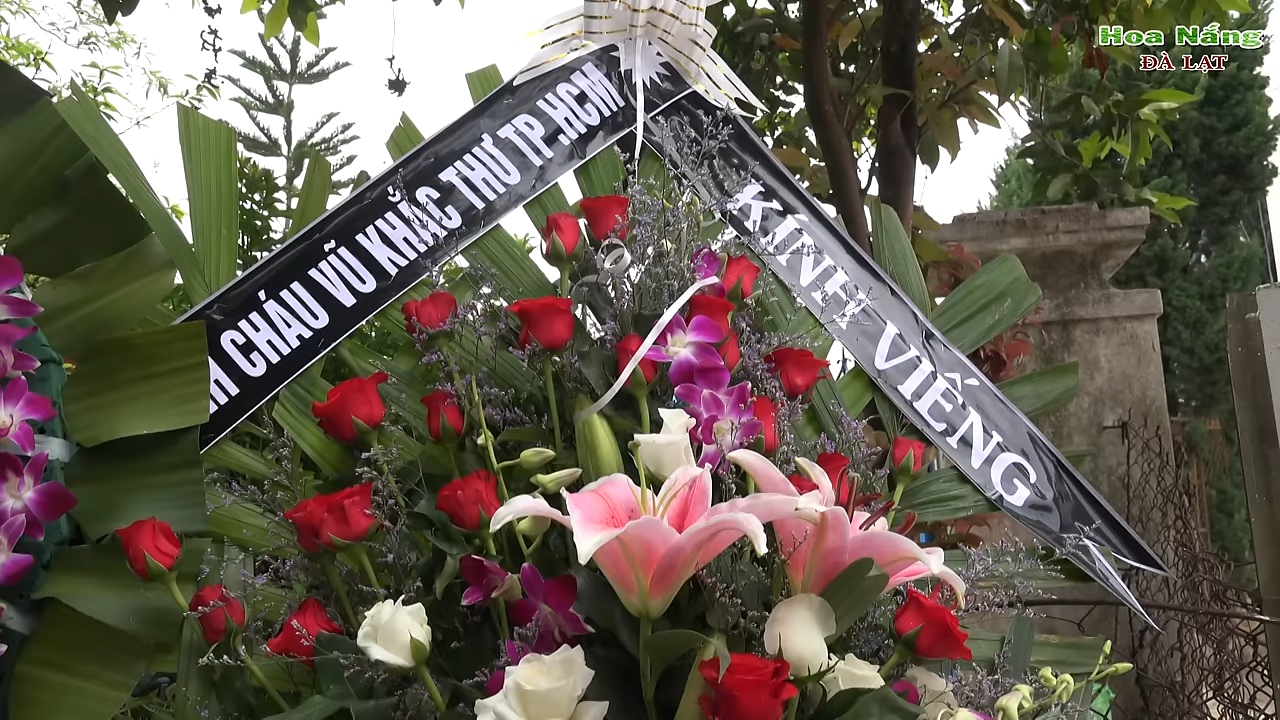 Hoa Nắng
ĐÀ LẠT
CHÁU VŨ KHẮC THƯ TP.HCM
KÍNH VIẾNG